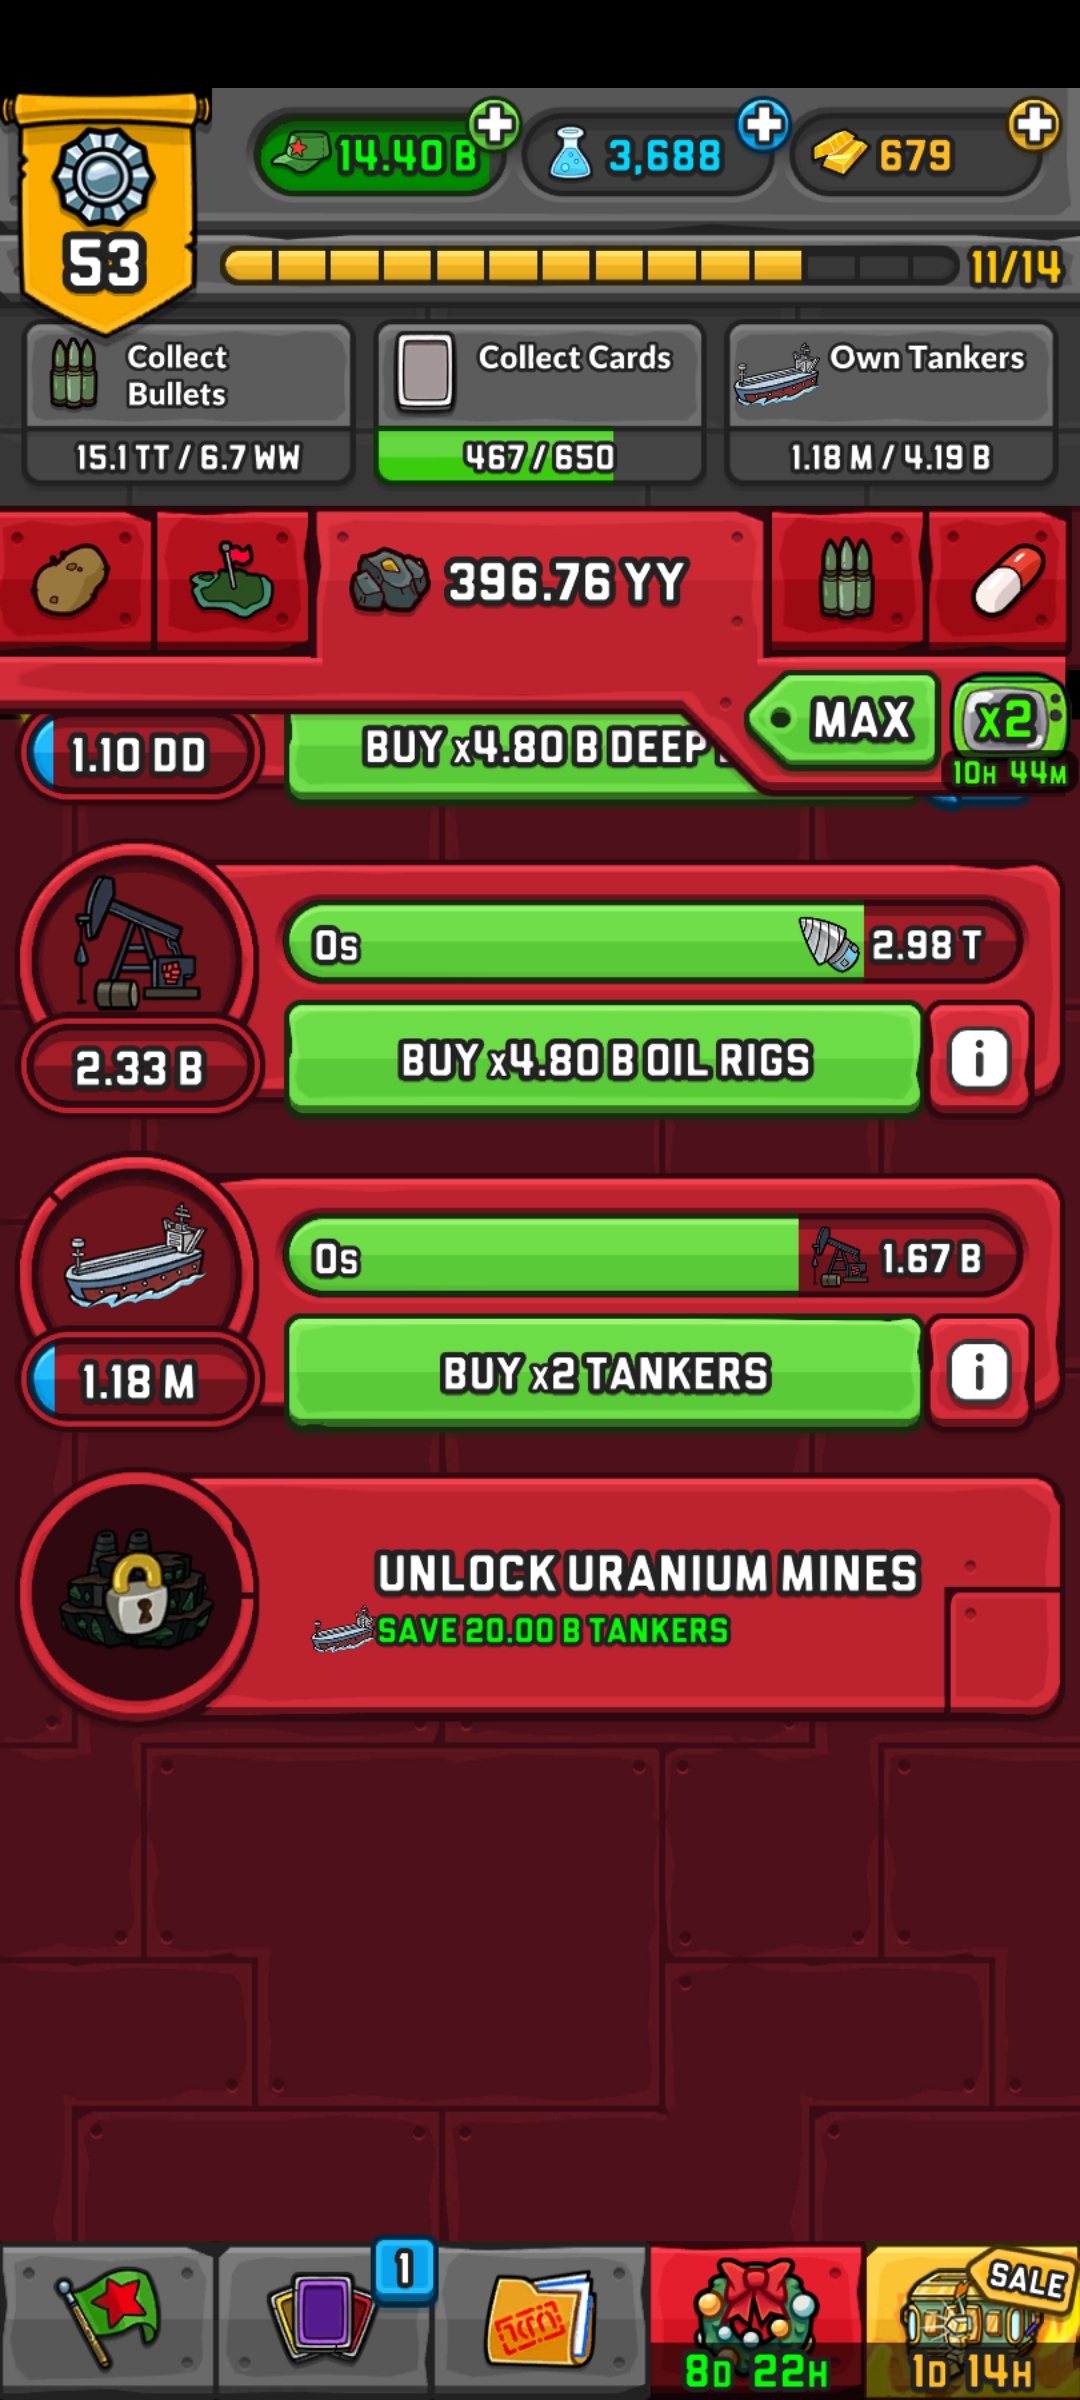 14.40 B
3,688
679
53
11/14
Collect
Bullets
15.1 TT / 6.7 WW
Collect Cards
467 / 650
Own Tankers
1.18 M / 4.19 B
396.76 YY
MAX
x2
10H 44M
1.10 DD
BUY x4.80 B DEEP
0s
2.98 T
2.33 B
BUY x4.80 B OIL RIGS
i
0s
1.67 B
1.18 M
BUY x2 TANKERS
i
UNLOCK URANIUM MINES
SAVE 20.00 B TANKERS
1
SALE
8D 22H
1D 14H